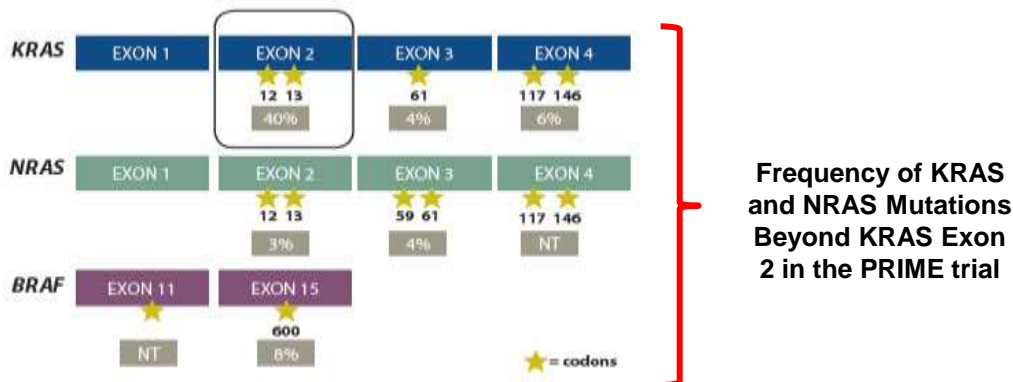 KRAS EXON 1 EXON 2 EXON 3 EXON 4
12 13 61 117 146
40% 4% 6%
NRAS EXON 1 EXON 2 EXON 3 EXON 4
12 13 59 61 117 146
3% 4% NT
BRAF EXON 11 EXON 15
600
NT 8%
= codons
Frequency of KRAS
and NRAS Mutations
Beyond KRAS Exon
2 in the PRIME trial